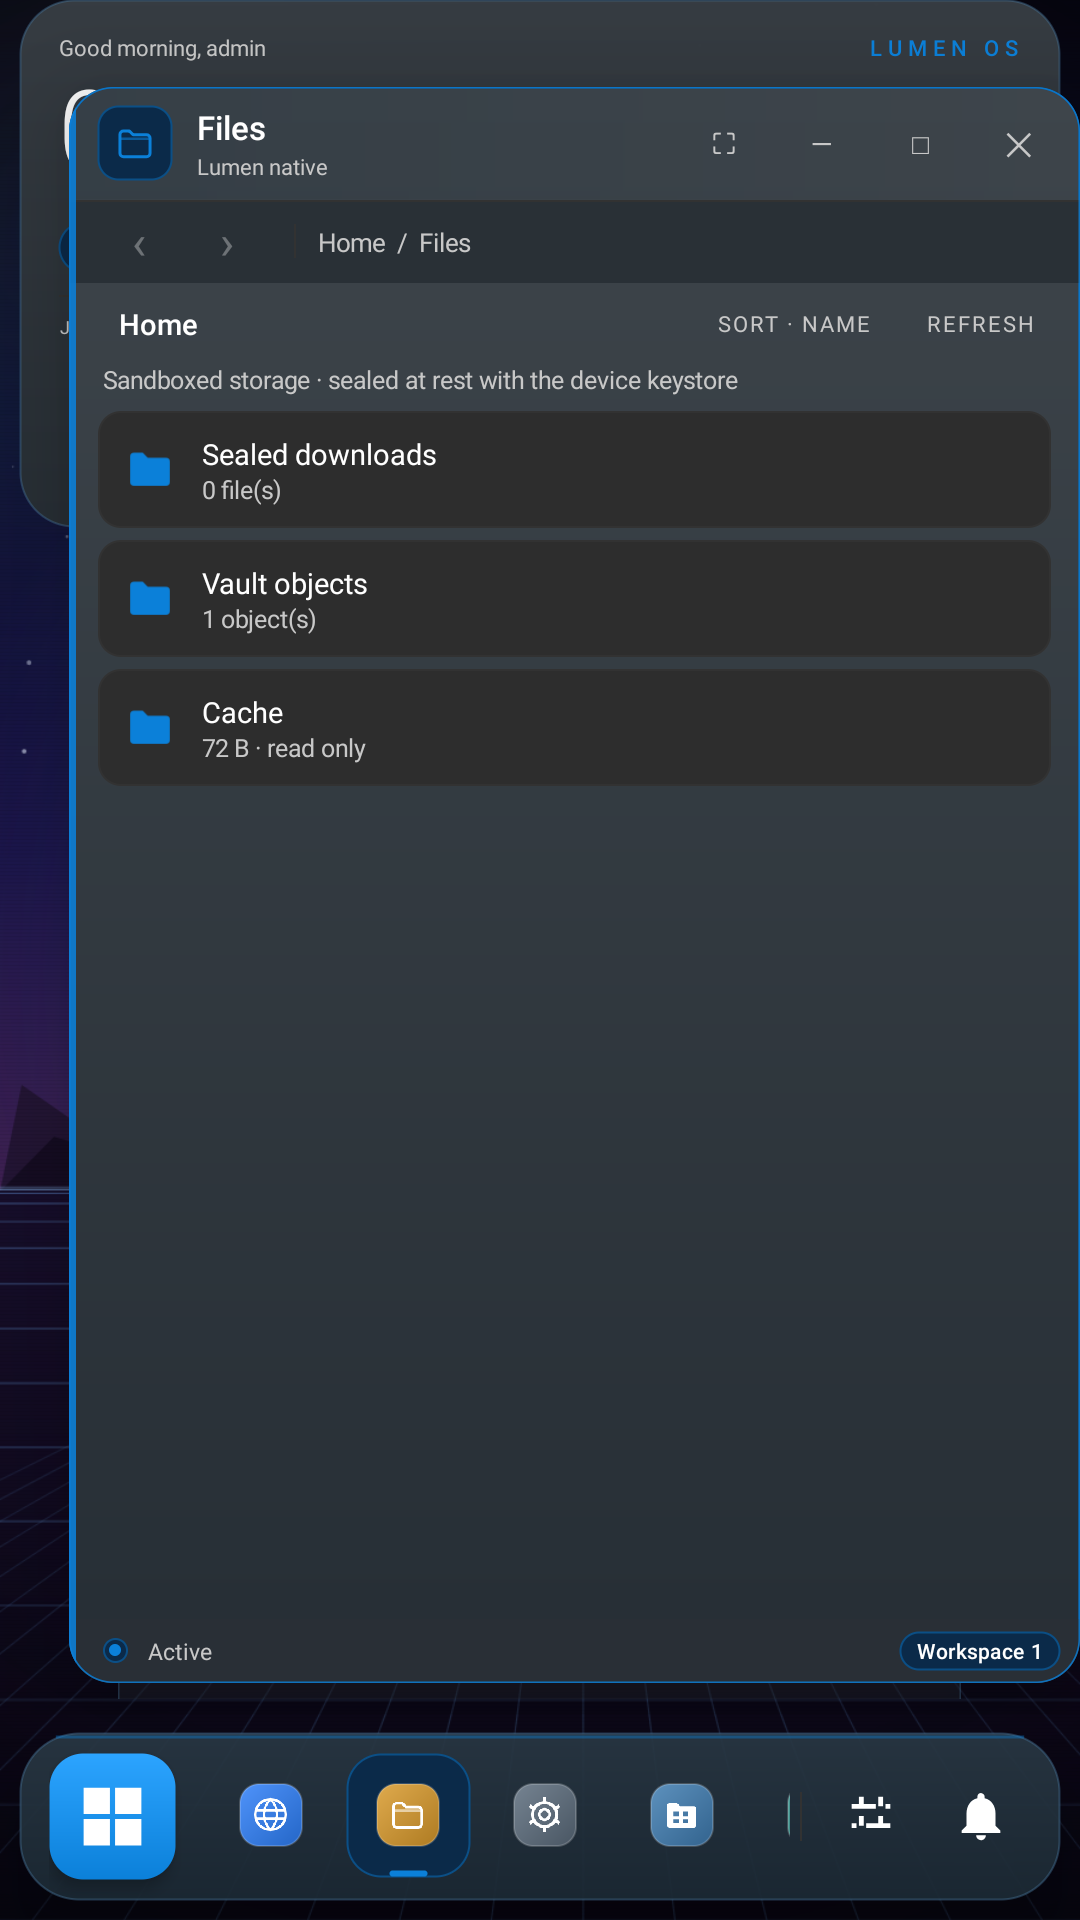 Good morning, admin
LUMEN OS
Files
Lumen native
Home / Files
Home
SORT · NAME
REFRESH
Sandboxed storage · sealed at rest with the device keystore
Sealed downloads
0 file(s)
Vault objects
1 object(s)
Cache
72 B · read only
Active
Workspace 1